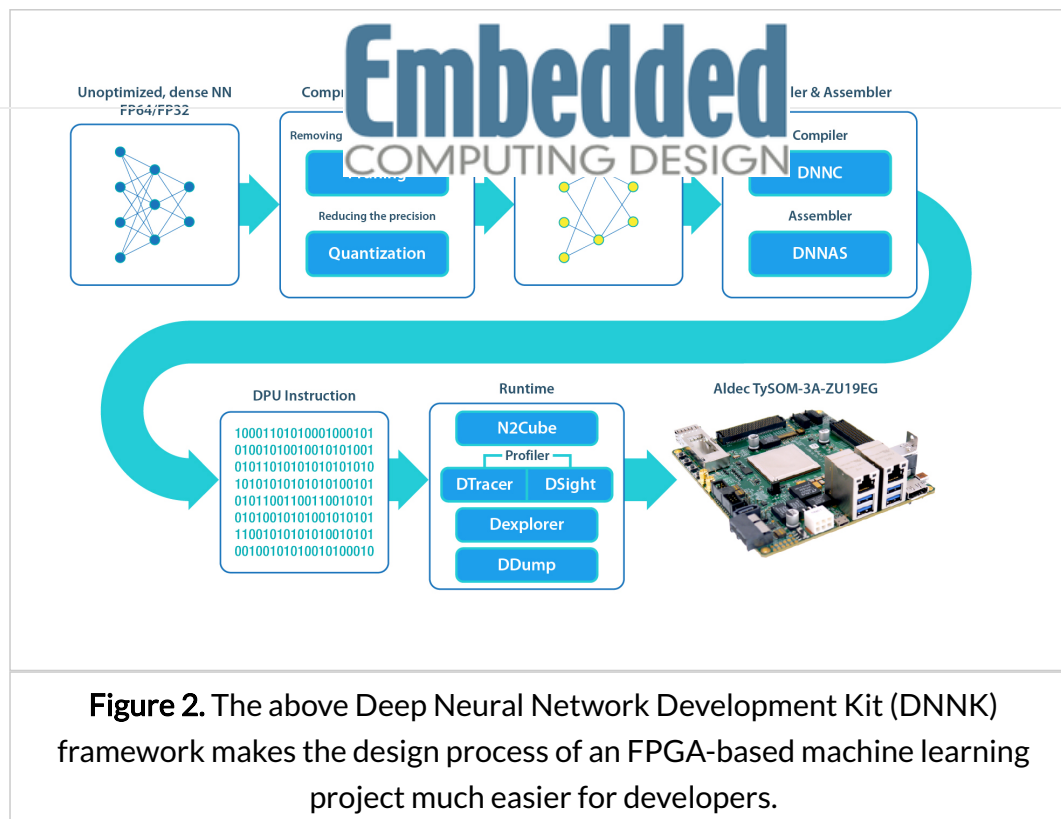 Embedded
COMPUTING DESIGN
Unoptimized, dense NN
FP64/FP32
ler & Assembler
Removing
Pruning
Reducing the precision
Quantization
Compiler
DNNC
Assembler
DNNAS
DPU Instruction
10001101010001000101
01001010010010101001
01011010101010101010
10101010101010100101
01011001100110010101
01010010101001010101
11001010101010010101
00100101010010100010
Runtime
N2Cube
Profiler
DTracer
DSight
Dexplorer
DDump
Aldec TySOM-3A-ZU19EG
Figure 2. The above Deep Neural Network Development Kit (DNNK)
framework makes the design process of an FPGA-based machine learning
project much easier for developers.